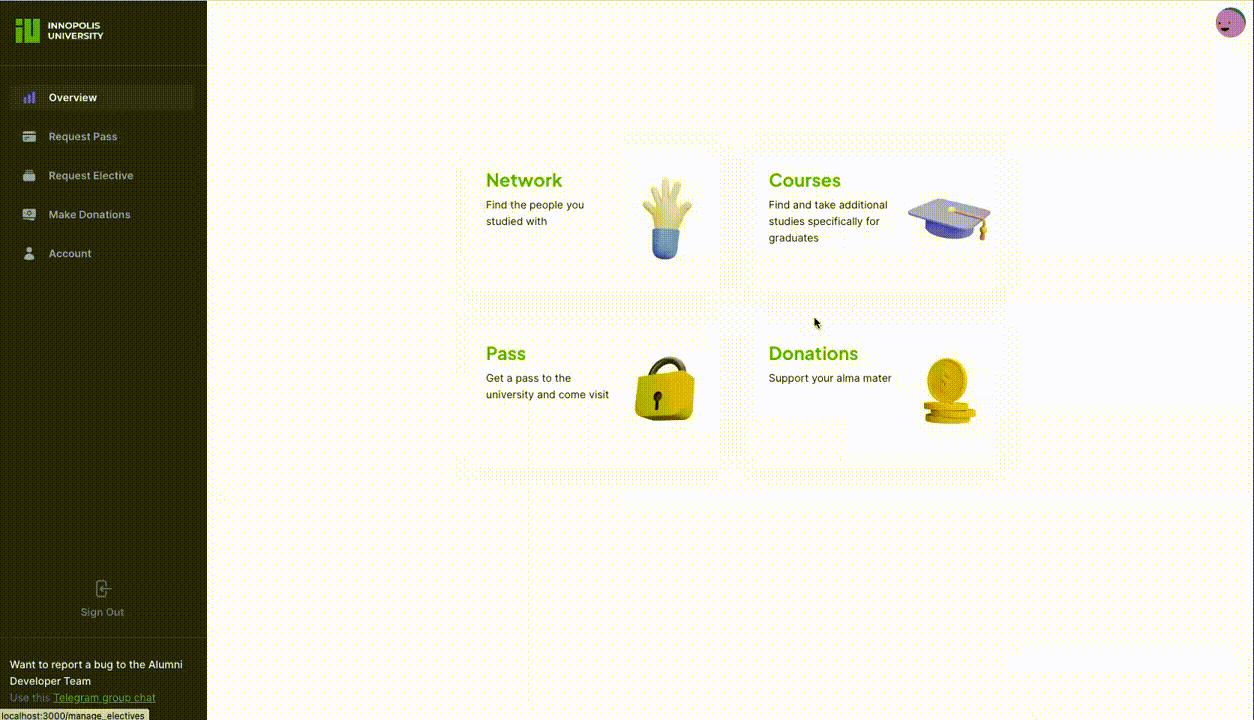 INNOPOLIS
UNIVERSITY
Overview
Request Pass
Request Elective
Make Donations
Account
Network
Find the people you
studied with
Courses
Find and take additional
studies specifically for
graduates
Pass
Get a pass to the
university and come visit
Donations
Support your alma mater
Sign Out
Want to report a bug to the Alumni
Developer Team
Use this Telegram group chat
localhost:3000/manage_electives